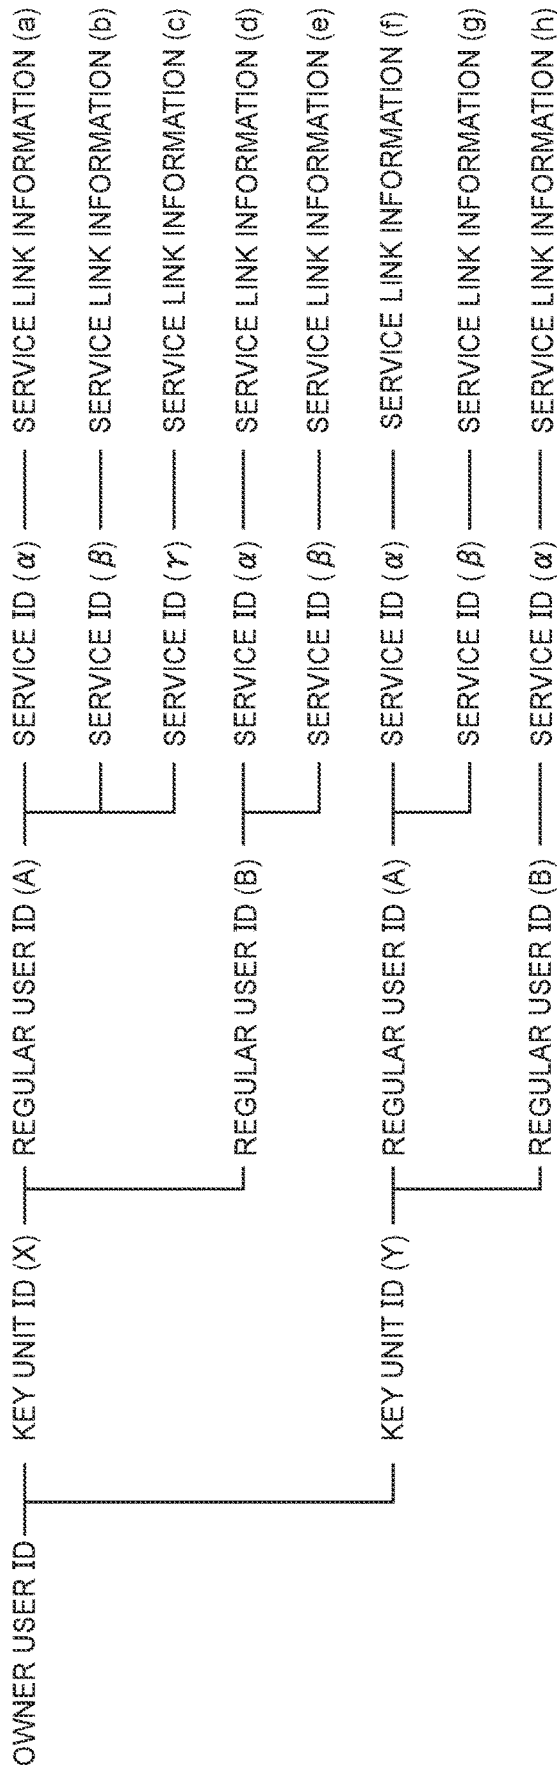 OWNER USER ID
KEY UNIT ID (X)
REGULAR USER ID (A)
SERVICE ID (α)
SERVICE LINK INFORMATION (a)
SERVICE ID (β)
SERVICE LINK INFORMATION (b)
SERVICE ID (γ)
SERVICE LINK INFORMATION (c)
REGULAR USER ID (B)
SERVICE ID (α)
SERVICE LINK INFORMATION (d)
SERVICE ID (β)
SERVICE LINK INFORMATION (e)
KEY UNIT ID (Y)
REGULAR USER ID (A)
SERVICE ID (α)
SERVICE LINK INFORMATION (f)
SERVICE ID (β)
SERVICE LINK INFORMATION (g)
REGULAR USER ID (B)
SERVICE ID (α)
SERVICE LINK INFORMATION (h)